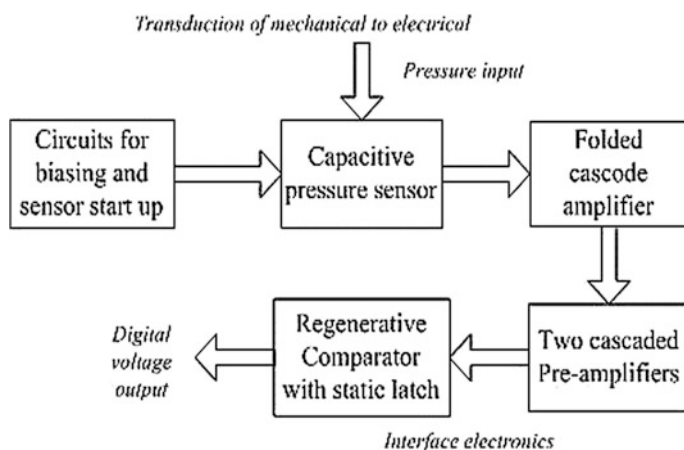 Transduction of mechanical to electrical
Pressure input
Circuits for
biasing and
sensor start up
Capacitive
pressure sensor
Folded
cascode
amplifier
Two cascaded
Pre-amplifiers
Regenerative
Comparator
with static latch
Digital
voltage
output
Interface electronics